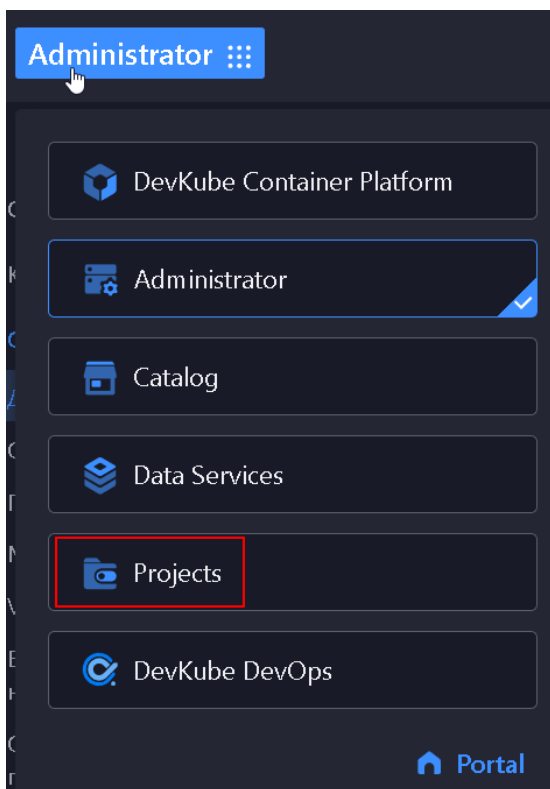 Administrator
DevKube Container Platform
Administrator
Catalog
Data Services
Projects
DevKube DevOps
Portal